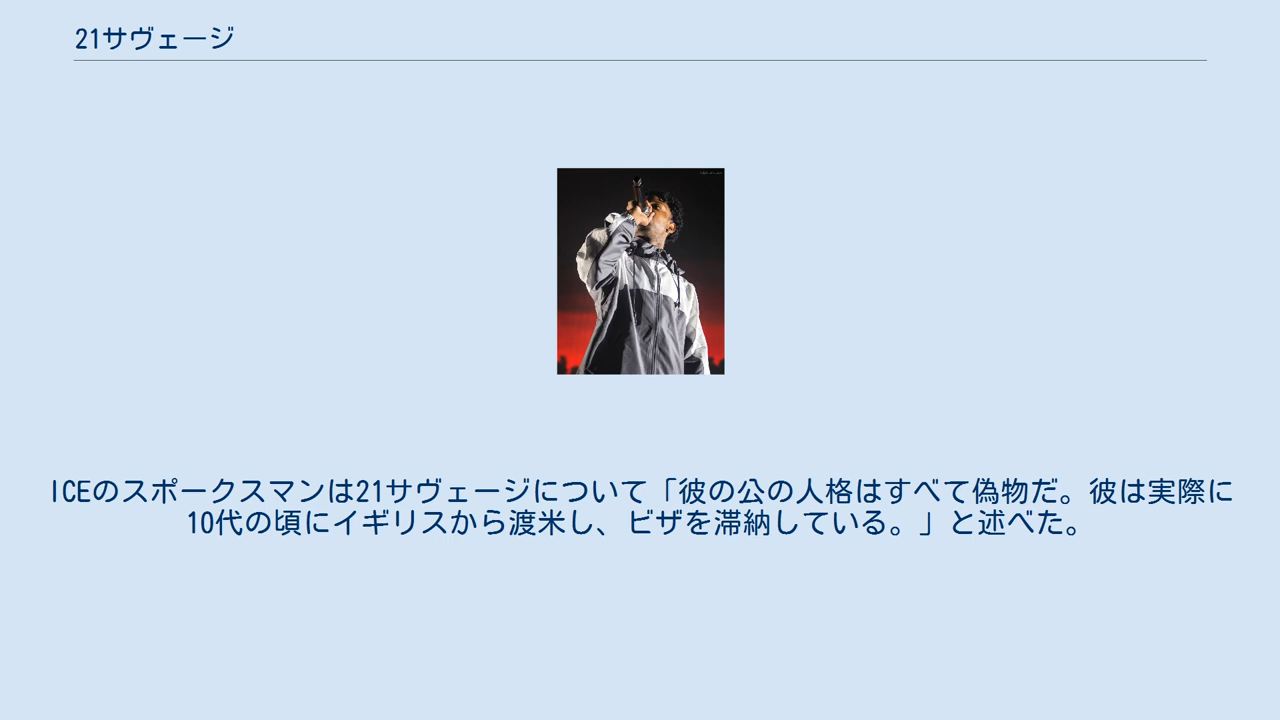 21サヴェージ
ICEのスポークスマンは21サヴェージについて「彼の公の人格はすべて偽物だ。彼は実際に
10代の頃にイギリスから渡米し、ビザを滞納している。」と述べた。